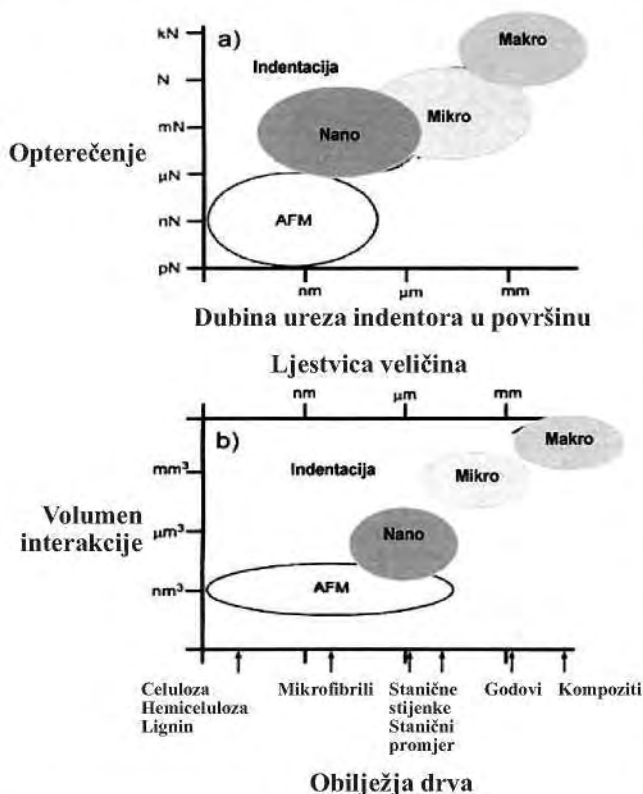 kN
a)
Makro
Indentacija
N
Mikro
mN
Nano
Opterečenje
µN
AFM
nN
pN
nm
µm
mm
Dubina ureza indentora u površinu
Ljestvica veličina
nm
µm
mm
b)
Makro
mm³
Indentacija
Mikro
Volumen
interakcije
µm³
Nano
nm³
AFM
Celuloza
Hemiceluloza
Lignin
Mikrofibrili
Stanične
stijenke
Stanični
promjer
Godovi
Kompoziti
Obilježja drva